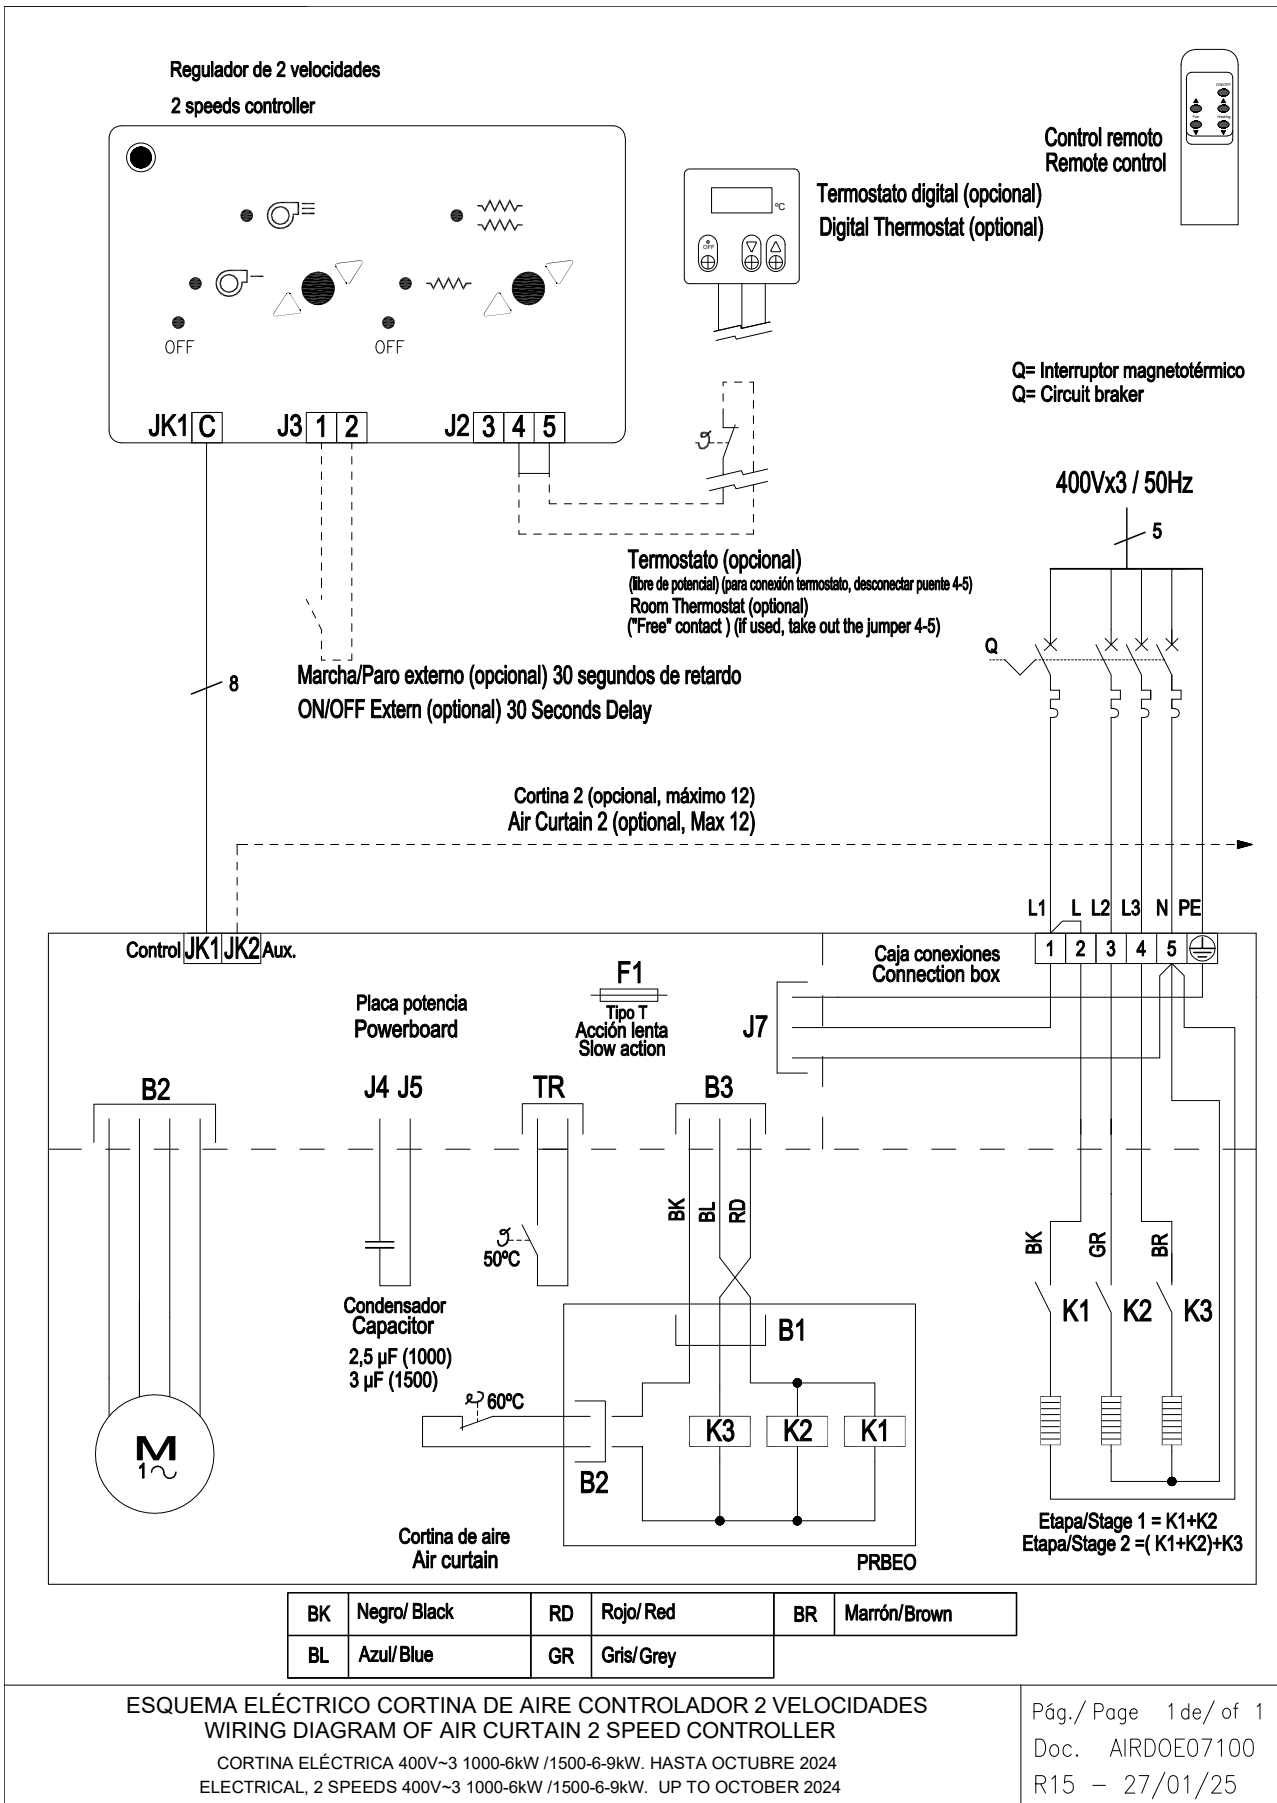 Regulador de 2 velocidades
2 speeds controller
Control remoto
Remote control
ON/OFF
Fan
Heating
Termostato digital (opcional)
Digital Thermostat (optional)
ºC
OFF
OFF
OFF
Q= Interruptor magnetotérmico
Q= Circuit braker
JK1 C
J3 1 2
J2 3 4 5
400Vx3 / 50Hz
5
Termostato (opcional)
(libre de potencial) (para conexión termostato, desconectar puente 4-5)
Room Thermostat (optional)
("Free" contact ) (if used, take out the jumper 4-5)
Q
8
Marcha/Paro externo (opcional) 30 segundos de retardo
ON/OFF Extern (optional) 30 Seconds Delay
Cortina 2 (opcional, máximo 12)
Air Curtain 2 (optional, Max 12)
L1 L L2 L3 N PE
Control JK1 JK2 Aux.
Caja conexiones
Connection box
1 2 3 4 5
F1
Tipo T
Acción lenta
Slow action
Placa potencia
Powerboard
J7
B2
J4 J5
TR
B3
BK
BL
RD
50ºC
BK
GR
BR
Condensador
Capacitor
2,5 µF (1000)
3 µF (1500)
K1
K2
K3
B1
60ºC
K3
K2
K1
M
1
B2
Etapa/Stage 1 = K1+K2
Etapa/Stage 2 =( K1+K2)+K3
Cortina de aire
Air curtain
PRBEO
BK Negro/ Black RD Rojo/ Red BR Marrón/Brown
BL Azul/ Blue GR Gris/Grey
ESQUEMA ELÉCTRICO CORTINA DE AIRE CONTROLADOR 2 VELOCIDADES
WIRING DIAGRAM OF AIR CURTAIN 2 SPEED CONTROLLER
CORTINA ELÉCTRICA 400V~3 1000-6kW /1500-6-9kW. HASTA OCTUBRE 2024
ELECTRICAL, 2 SPEEDS 400V~3 1000-6kW /1500-6-9kW. UP TO OCTOBER 2024
Pág./ Page 1 de/ of 1
Doc. AIRDOE07100
R15 – 27/01/25